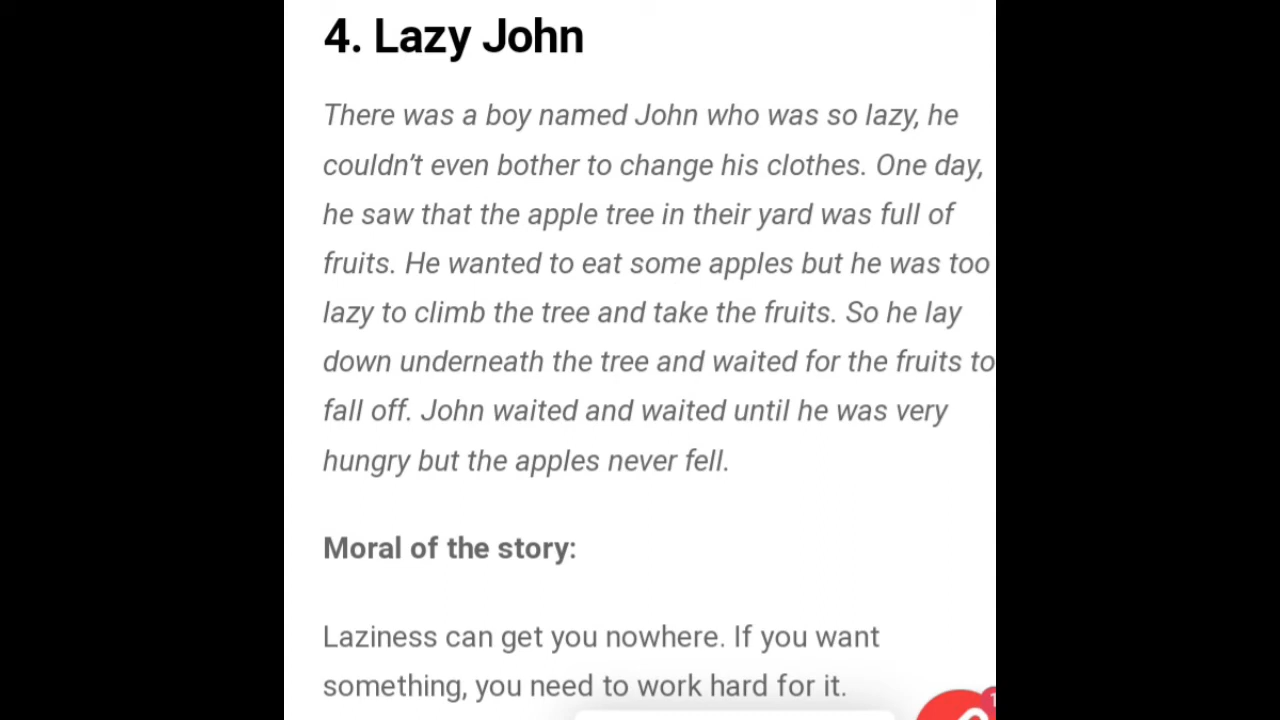 4. Lazy John
There was a boy named John who was so lazy, he
couldn’t even bother to change his clothes. One day,
he saw that the apple tree in their yard was full of
fruits. He wanted to eat some apples but he was too
lazy to climb the tree and take the fruits. So he lay
down underneath the tree and waited for the fruits to
fall off. John waited and waited until he was very
hungry but the apples never fell.
Moral of the story:
Laziness can get you nowhere. If you want
something, you need to work hard for it.